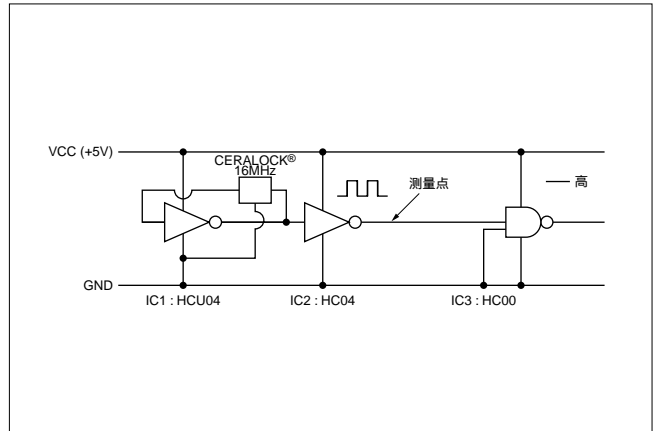 VCC (+5V)
CERALOCK®
16MHz
测量点
高
GND
IC1 : HCU04
IC2 : HC04
IC3 : HC00